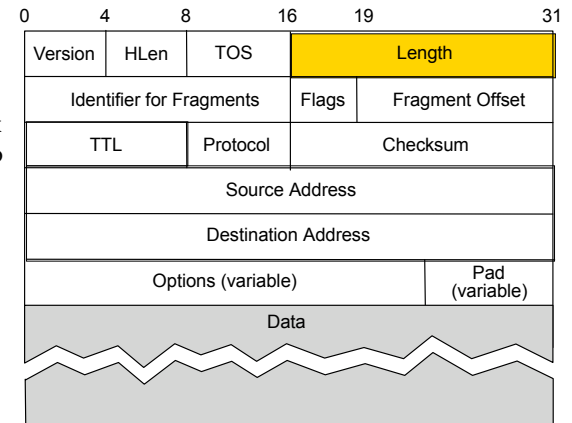 0 4 8 16 19 31
Version HLen TOS Length
Identifier for Fragments Flags Fragment Offset
TTL Protocol Checksum
Source Address
Destination Address
Options (variable) Pad
(variable)
Data